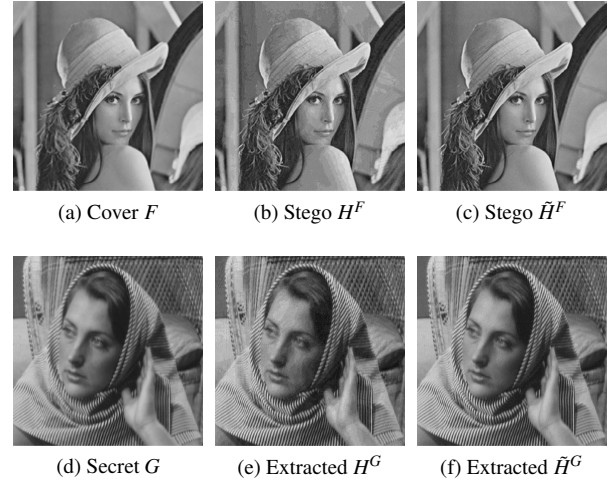 (a) Cover F
(b) Stego H^F
(c) Stego H̃^F
(d) Secret G
(e) Extracted H^G
(f) Extracted H̃^G